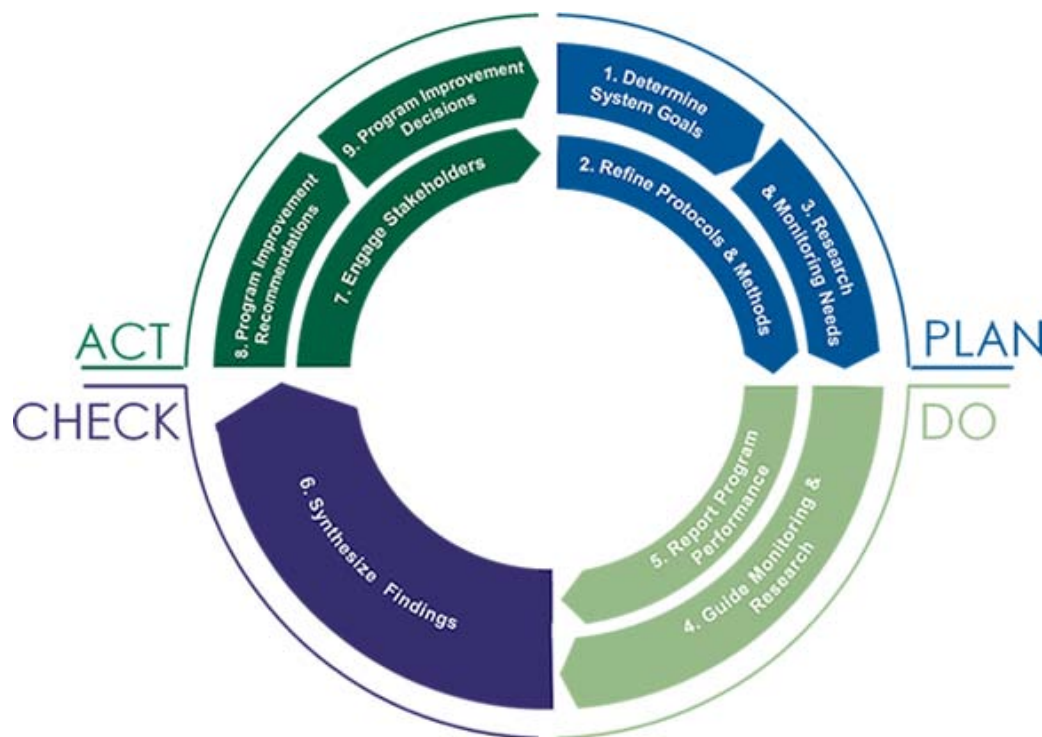 1. Determine
System Goals
2. Refine Protocols & Methods
3. Research
& Monitoring Needs
PLAN
DO
4. Guide Monitoring &
Research
5. Report Program
Performance
6. Synthesize Findings
CHECK
ACT
7. Engage Stakeholders
8. Program Improvement
Recommendations
9. Program Improvement
Decisions